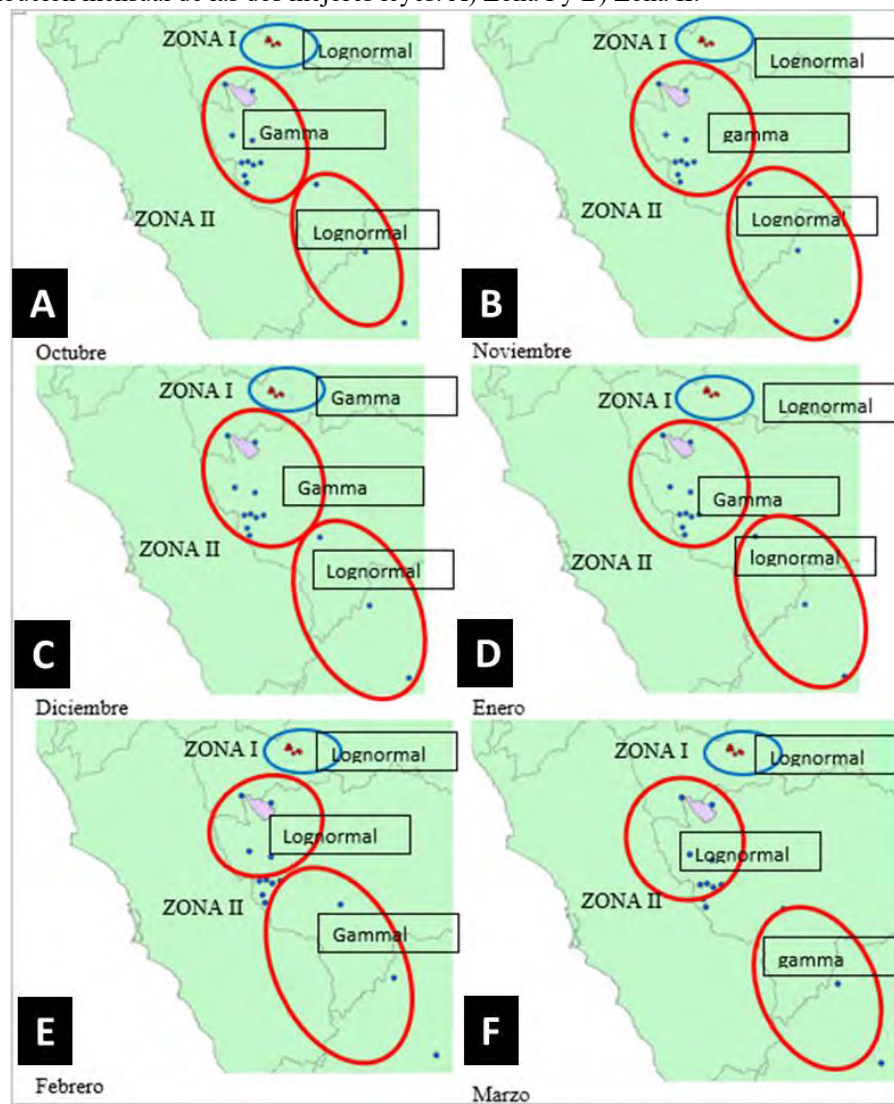 ZONA I
Lognormal
Gamma
ZONA II
Lognormal
A
Octubre
ZONA I
Lognormal
gamma
ZONA II
Lognormal
B
Noviembre
ZONA I
Gamma
Gamma
ZONA II
Lognormal
C
Diciembre
ZONA I
Lognormal
Gamma
ZONA II
lognormal
D
Enero
ZONA I
Lognormal
Lognormal
ZONA II
Gammal
E
Febrero
ZONA I
Lognormal
Lognormal
ZONA II
gamma
F
Marzo